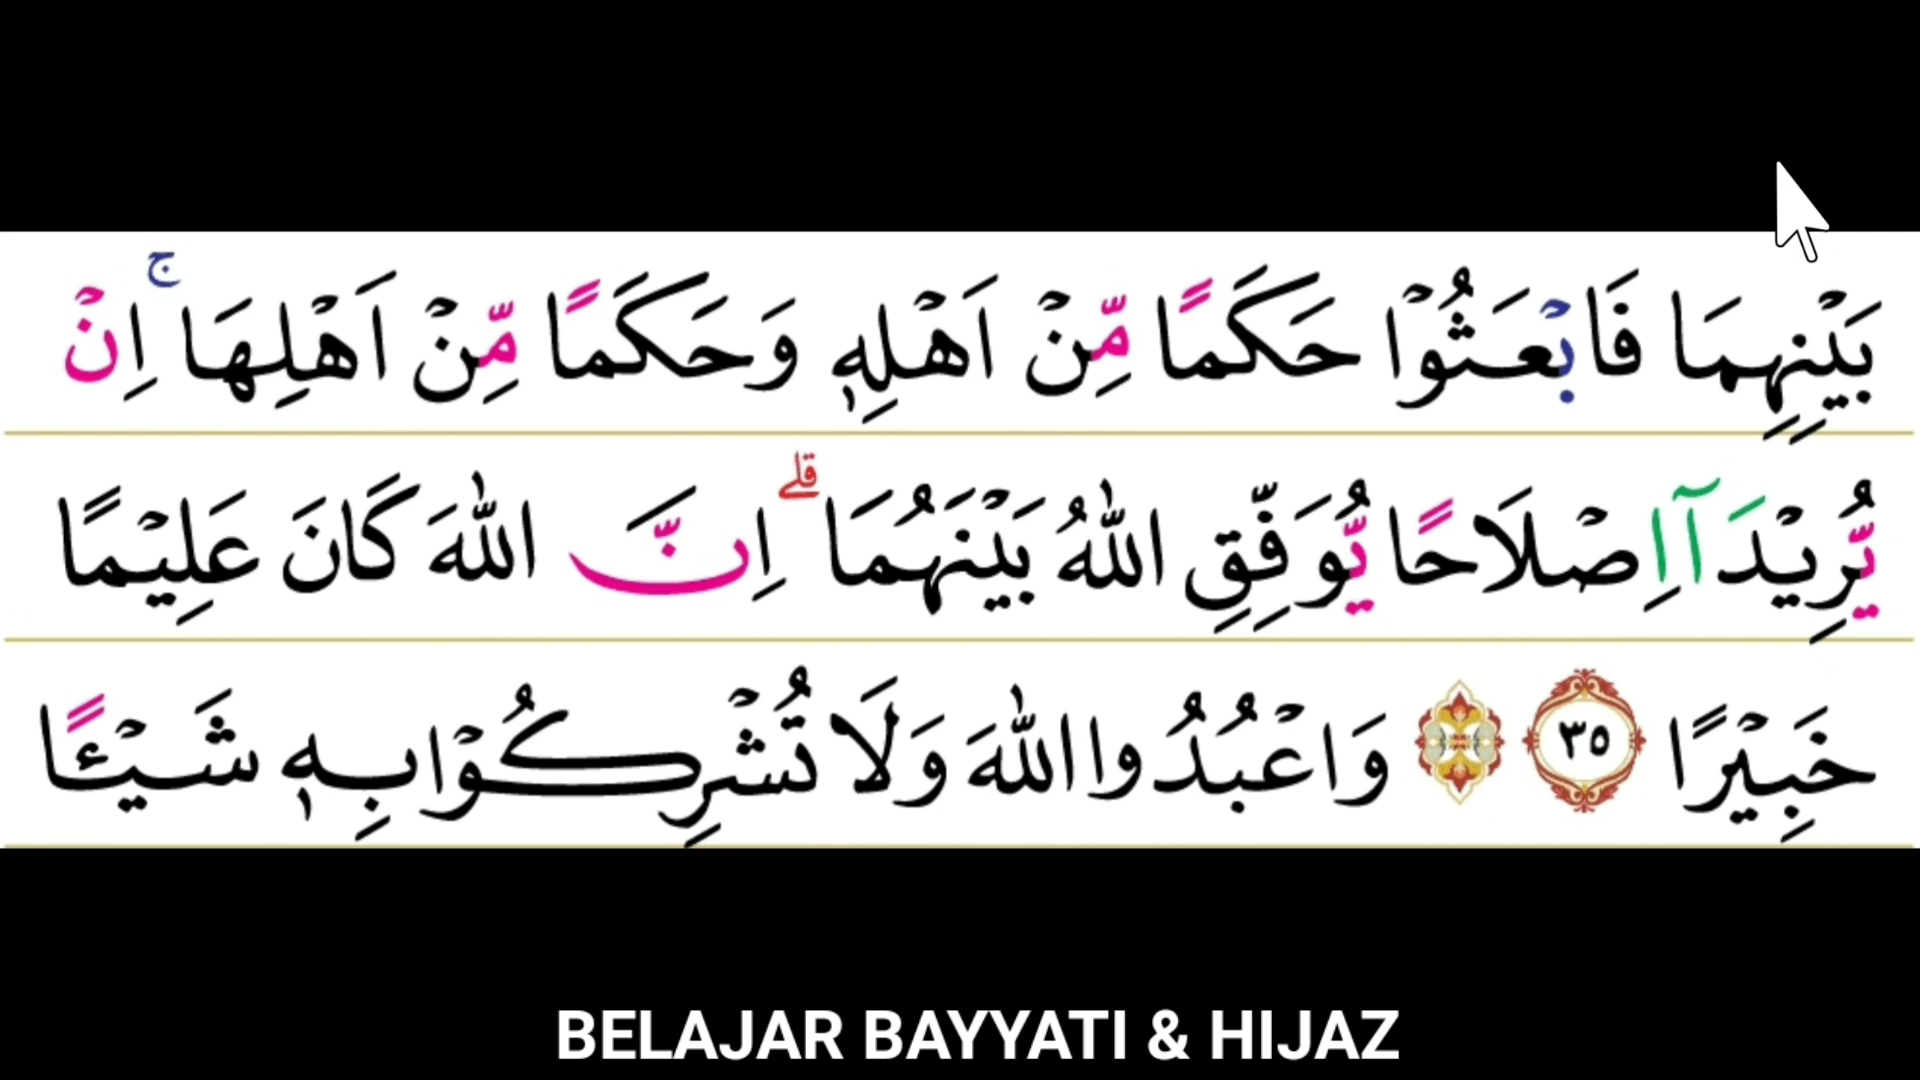 بَيْنِهِمَا فَابْعَثُوْا حَكَمًا مِّنْ اَهْلِهٖ وَحَكَمًا مِّنْ اَهْلِهَاۚ اِنْ
يُّرِيْدَآ اِصْلَاحًا يُّوَفِّقِ اللّٰهُ بَيْنَهُمَاۗ اِنَّ اللّٰهَ كَانَ عَلِيْمًا
خَبِيْرًا ٣٥ ۞ وَاعْبُدُوا اللّٰهَ وَلَا تُشْرِكُوْا بِهٖ شَيْـًٔا
BELAJAR BAYYATI & HIJAZ